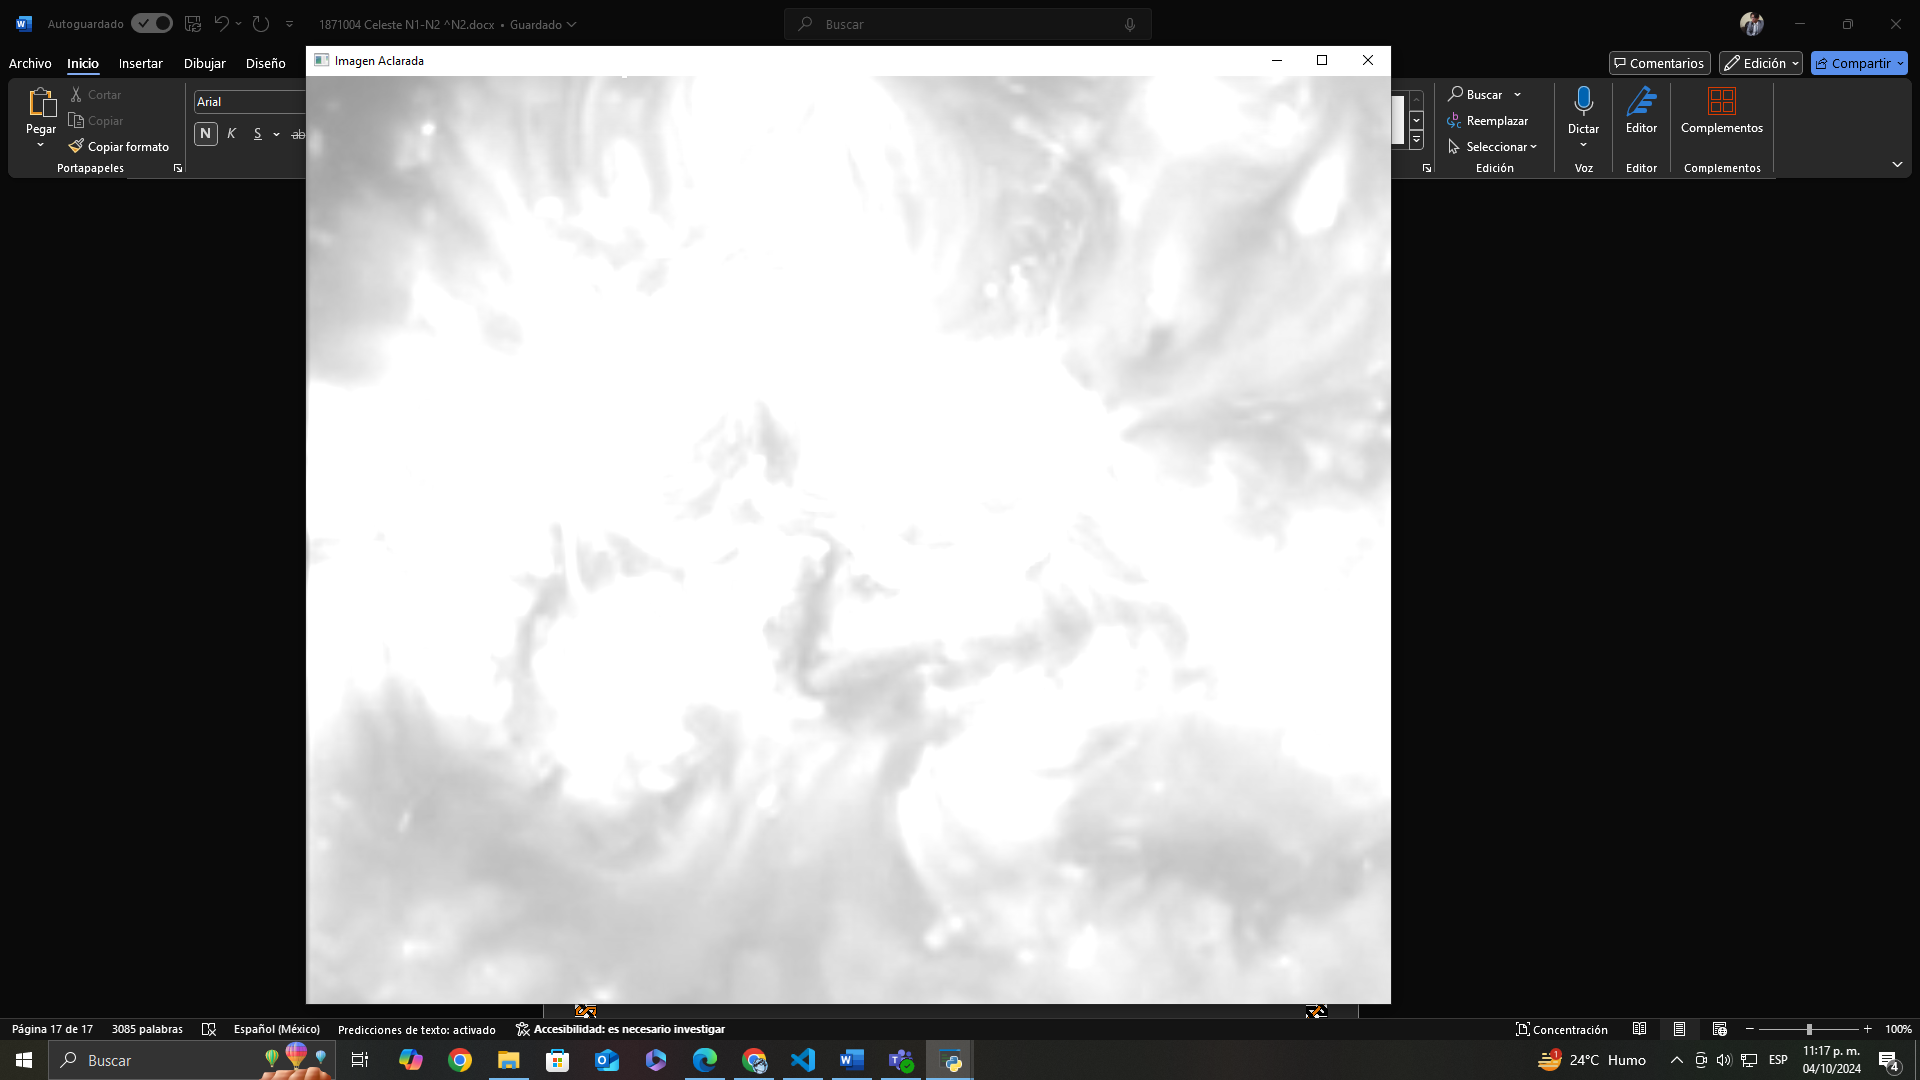 Autoguardado 1871004 Celeste N1-N2 ^N2.docx • Guardado Buscar
Archivo Inicio Insertar Dibujar Diseño Comentarios Edición Compartir
Imagen Aclarada
Pegar
Cortar
Copiar
Copiar formato
Portapapeles
Arial
N K S ab
Buscar
Reemplazar
Seleccionar
Edición
Dictar
Voz
Editor
Editor
Complementos
Complementos
Página 17 de 17 3085 palabras Español (México) Predicciones de texto: activado Accesibilidad: es necesario investigar Concentración 100%
Buscar 1 24°C Humo ESP 11:17 p. m.
04/10/2024 4